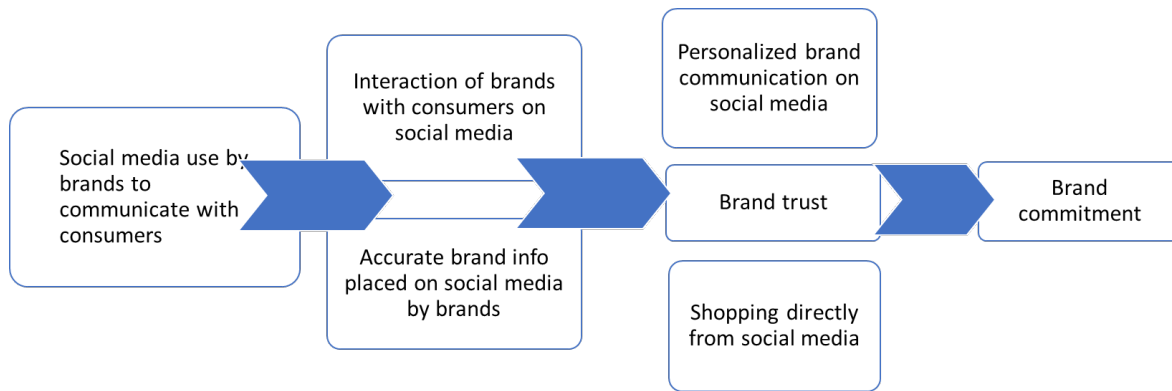 Social media use by
brands to
communicate with
consumers
Interaction of brands
with consumers on
social media
Accurate brand info
placed on social media
by brands
Personalized brand
communication on
social media
Brand trust
Shopping directly
from social media
Brand
commitment